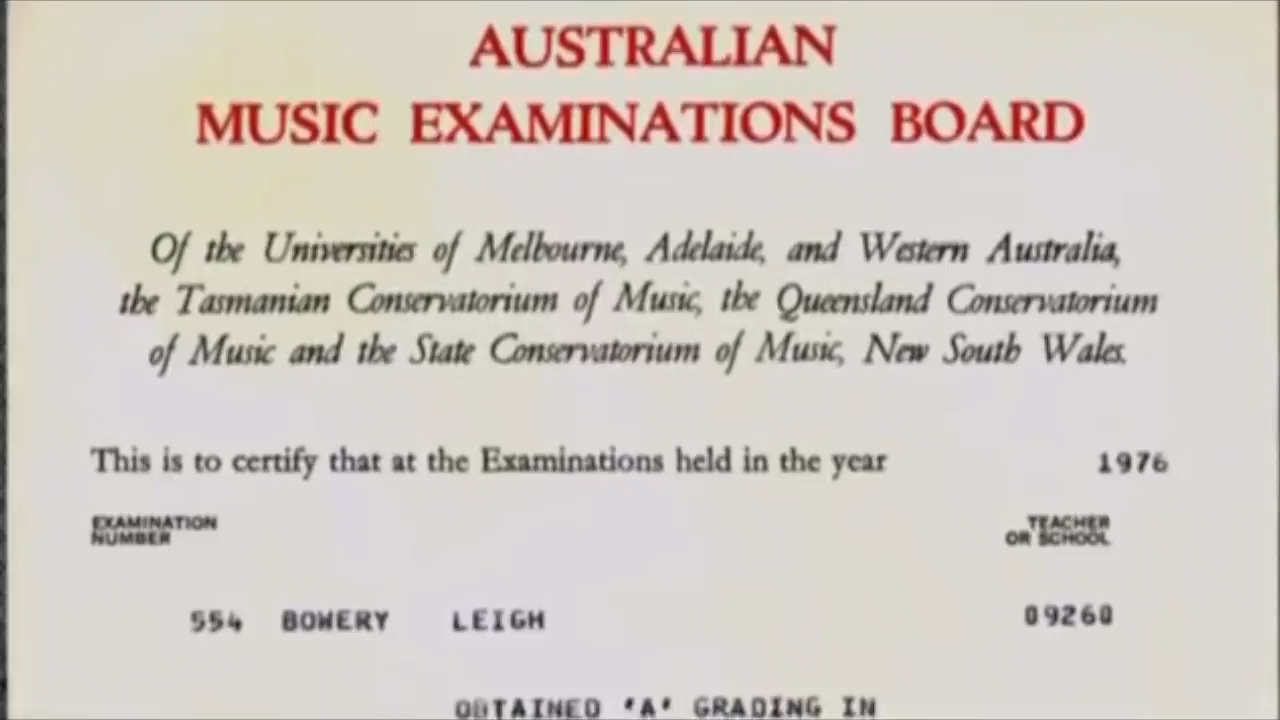 AUSTRALIAN
MUSIC EXAMINATIONS BOARD
Of the Universities of Melbourne, Adelaide, and Western Australia,
the Tasmanian Conservatorium of Music, the Queensland Conservatorium
of Music and the State Conservatorium of Music, New South Wales.
This is to certify that at the Examinations held in the year 1976
EXAMINATION
NUMBER
TEACHER
OR SCHOOL
554 BOWERY LEIGH 09260
OBTAINED 'A' GRADING IN